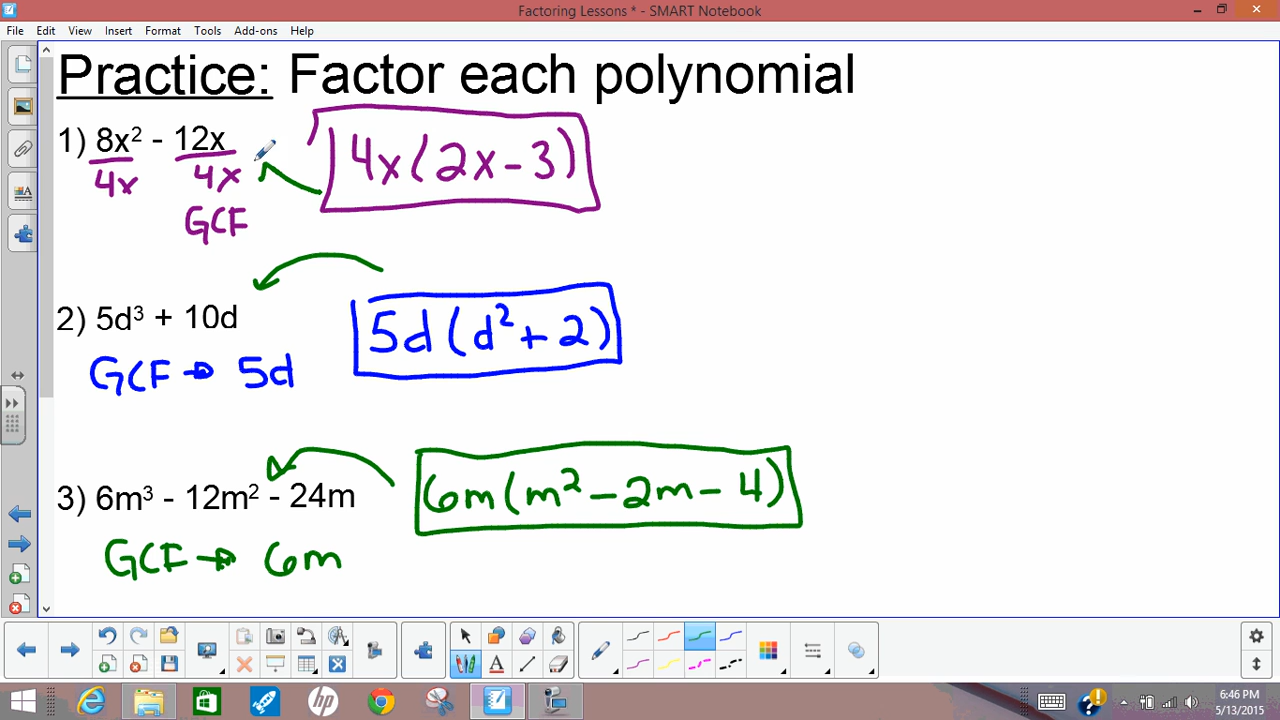 Factoring Lessons * - SMART Notebook
File Edit View Insert Format Tools Add-ons Help
Practice: Factor each polynomial
1) 8x² - 12x
4x 4x
GCF
4x(2x-3)
2) 5d³ + 10d
GCF → 5d
5d(d²+2)
3) 6m³ - 12m² - 24m
GCF → 6m
6m(m²-2m-4)
hp
6:46 PM
5/13/2015